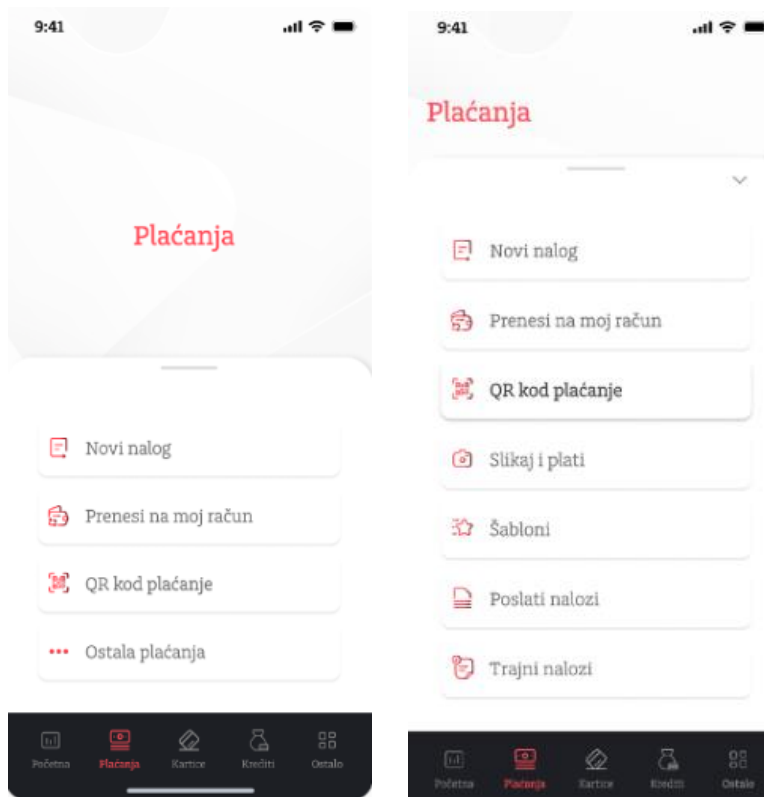 9:41
Plaćanja
Novi nalog
Prenesi na moj račun
QR kod plaćanje
Ostala plaćanja
Početna
Plaćanja
Kartice
Krediti
Ostalo
9:41
Plaćanja
Novi nalog
Prenesi na moj račun
QR kod plaćanje
Slikaj i plati
Šabloni
Poslati nalozi
Trajni nalozi
Početna
Plaćanja
Kartice
Krediti
Ostalo